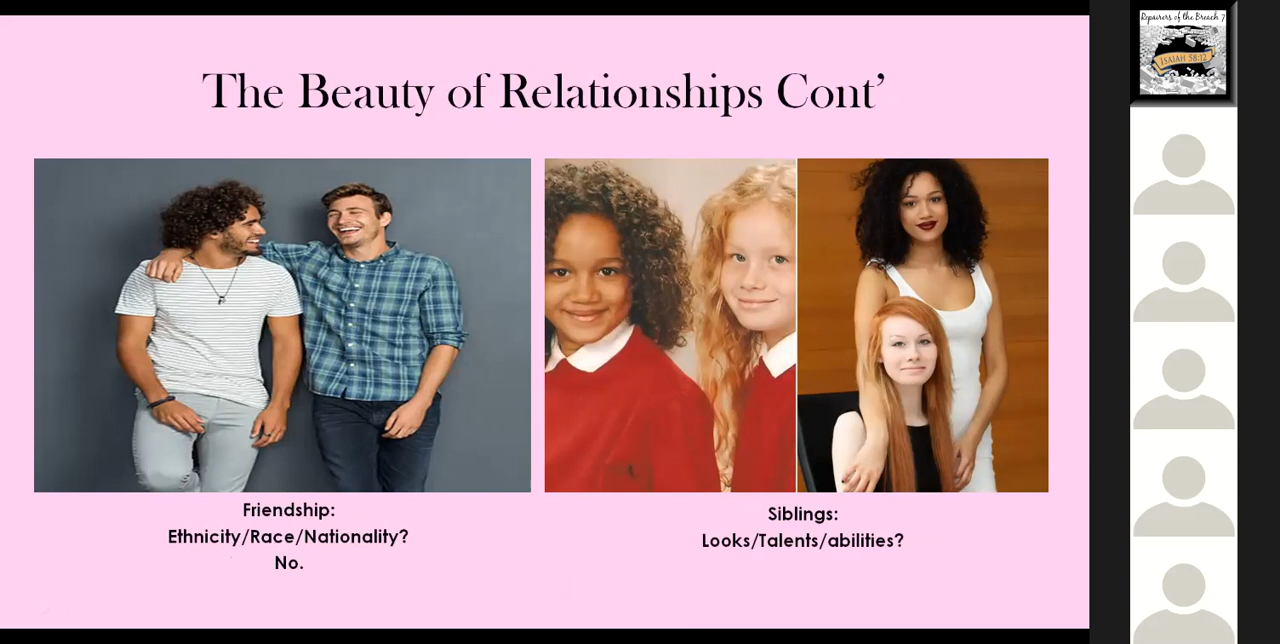 The Beauty of Relationships Cont’
Friendship:
Ethnicity/Race/Nationality?
No.
Siblings:
Looks/Talents/abilities?
Repairers of the Breach 7
ISAIAH 58:12